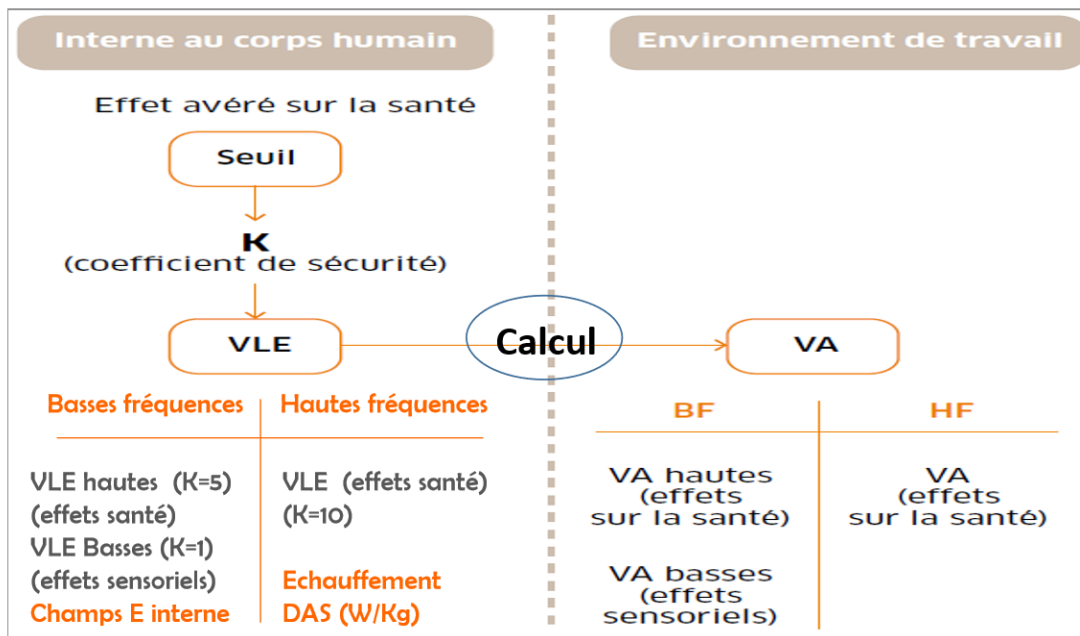 Interne au corps humain
Environnement de travail
Effet avéré sur la santé
Seuil
K
(coefficient de sécurité)
VLE
Calcul
VA
Basses fréquences
Hautes fréquences
VLE hautes (K=5)
(effets santé)
VLE Basses (K=1)
(effets sensoriels)
Champs E interne
VLE (effets santé)
(K=10)
Echauffement
DAS (W/Kg)
BF
HF
VA hautes
(effets
sur la santé)
VA basses
(effets
sensoriels)
VA
(effets
sur la santé)